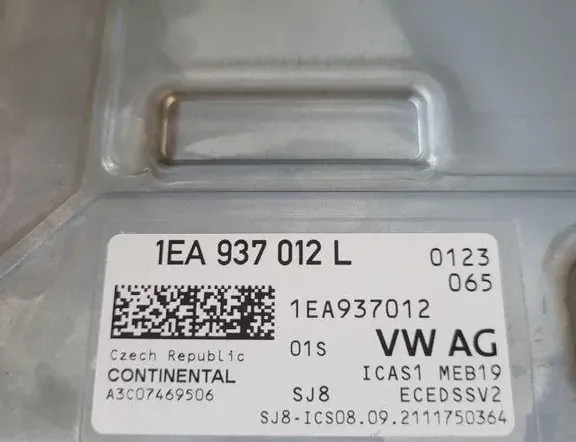 1EA 937 012 L 0123
065
1EA937012
01S VW AG
Czech Republic
ICAS1 MEB19
CONTINENTAL
SJ8 ECEDSSV2
A3C07469506
SJ8-ICS08.09.2111750364